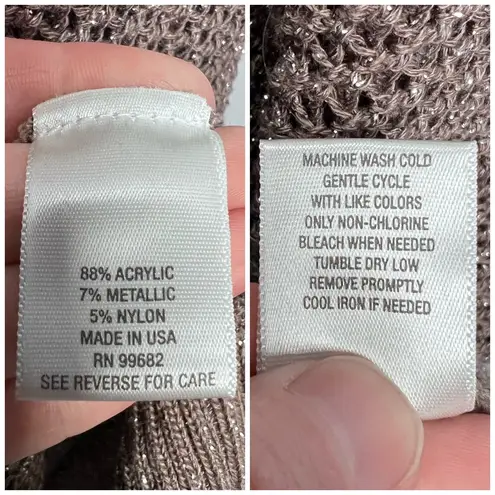 88% ACRYLIC
7% METALLIC
5% NYLON
MADE IN USA
RN 99682
SEE REVERSE FOR CARE
MACHINE WASH COLD
GENTLE CYCLE
WITH LIKE COLORS
ONLY NON-CHLORINE
BLEACH WHEN NEEDED
TUMBLE DRY LOW
REMOVE PROMPTLY
COOL IRON IF NEEDED